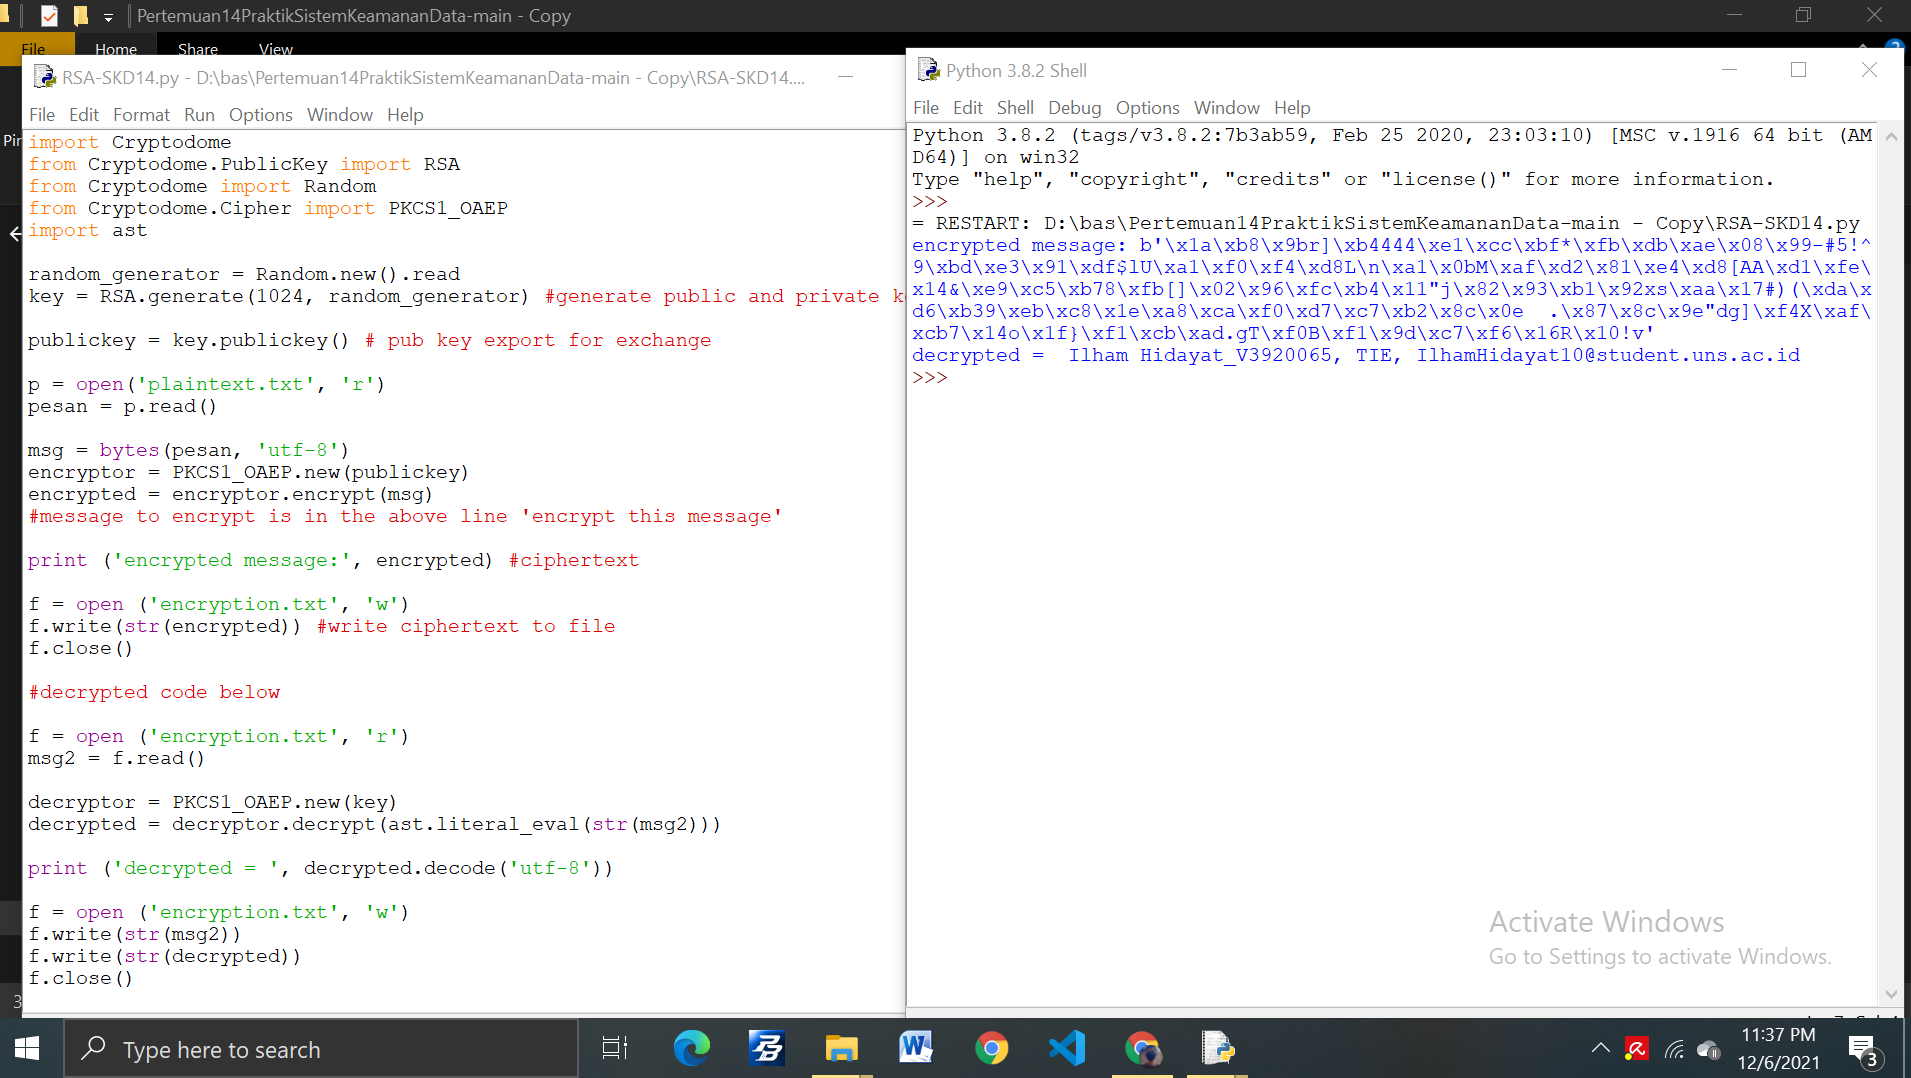 Pertemuan14PraktikSistemKeamananData-main - Copy
File Home Share View
RSA-SKD14.py - D:\bas\Pertemuan14PraktikSistemKeamananData-main - Copy\RSA-SKD14....
File Edit Format Run Options Window Help
import Cryptodome
from Cryptodome.PublicKey import RSA
from Cryptodome import Random
from Cryptodome.Cipher import PKCS1_OAEP
import ast
random_generator = Random.new().read
key = RSA.generate(1024, random_generator) #generate public and private k
publickey = key.publickey() # pub key export for exchange
p = open('plaintext.txt', 'r')
pesan = p.read()
msg = bytes(pesan, 'utf-8')
encryptor = PKCS1_OAEP.new(publickey)
encrypted = encryptor.encrypt(msg)
#message to encrypt is in the above line 'encrypt this message'
print ('encrypted message:', encrypted) #ciphertext
f = open ('encryption.txt', 'w')
f.write(str(encrypted)) #write ciphertext to file
f.close()
#decrypted code below
f = open ('encryption.txt', 'r')
msg2 = f.read()
decryptor = PKCS1_OAEP.new(key)
decrypted = decryptor.decrypt(ast.literal_eval(str(msg2)))
print ('decrypted = ', decrypted.decode('utf-8'))
f = open ('encryption.txt', 'w')
f.write(str(msg2))
f.write(str(decrypted))
f.close()
Python 3.8.2 Shell
File Edit Shell Debug Options Window Help
Python 3.8.2 (tags/v3.8.2:7b3ab59, Feb 25 2020, 23:03:10) [MSC v.1916 64 bit (AM
D64)] on win32
Type "help", "copyright", "credits" or "license()" for more information.
>>>
= RESTART: D:\bas\Pertemuan14PraktikSistemKeamananData-main - Copy\RSA-SKD14.py
encrypted message: b'\x1a\xb8\x9br]\xb4444\xe1\xcc\xbf*\xfb\xdb\xae\x08\x99-#5!^
9\xbd\xe3\x91\xdf$lU\xa1\xf0\xf4\xd8L\n\xa1\x0bM\xaf\xd2\x81\xe4\xd8[AA\xd1\xfe\
x14&\xe9\xc5\xb78\xfb[]\x02\x96\xfc\xb4\x11"j\x82\x93\xb1\x92xs\xaa\x17#)(\xda\x
d6\xb39\xeb\xc8\x1e\xa8\xca\xf0\xd7\xc7\xb2\x8c\x0e  .\x87\x8c\x9e"dg]\xf4X\xaf\
xcb7\x14o\x1f}\xf1\xcb\xad.gT\xf0B\xf1\x9d\xc7\xf6\x16R\x10!v'
decrypted =  Ilham Hidayat_V3920065, TIE, IlhamHidayat10@student.uns.ac.id
>>>
Activate Windows
Go to Settings to activate Windows.
Type here to search
11:37 PM
12/6/2021
3